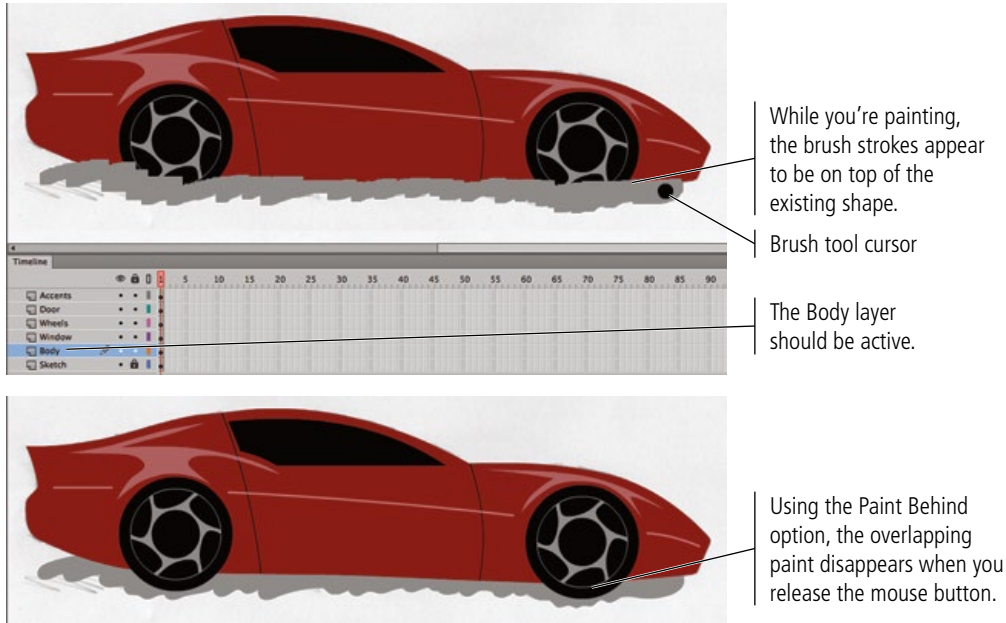 While you're painting,
the brush strokes appear
to be on top of the
existing shape.
Brush tool cursor
Timeline
1 5 10 15 20 25 30 35 40 45 50 55 60 65 70 75 80 85 90
Accents
Door
Wheels
Window
Body
Sketch
The Body layer
should be active.
Using the Paint Behind
option, the overlapping
paint disappears when you
release the mouse button.